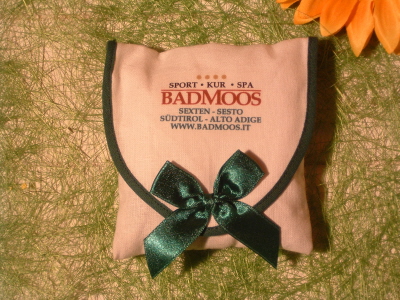 SPORT • KUR • SPA
BADMOOS
SEXTEN - SESTO
SÜDTIROL - ALTO ADIGE
WWW.BADMOOS.IT